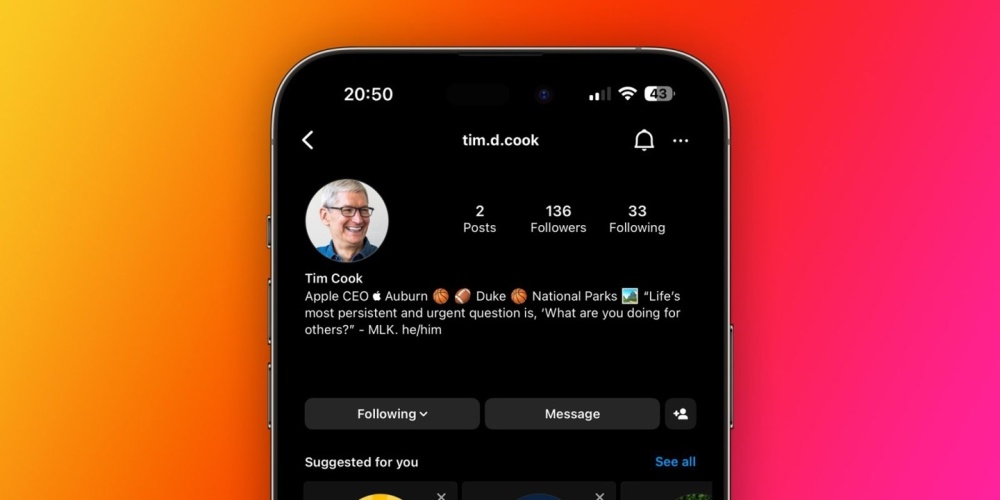 20:50
43
tim.d.cook
2
136
33
Posts
Followers
Following
Tim Cook
Apple CEO  Auburn 🏀 🏈 Duke 🏀 National Parks 🏞️ “Life’s
most persistent and urgent question is, ‘What are you doing for
others?” - MLK. he/him
Following
Message
Suggested for you
See all